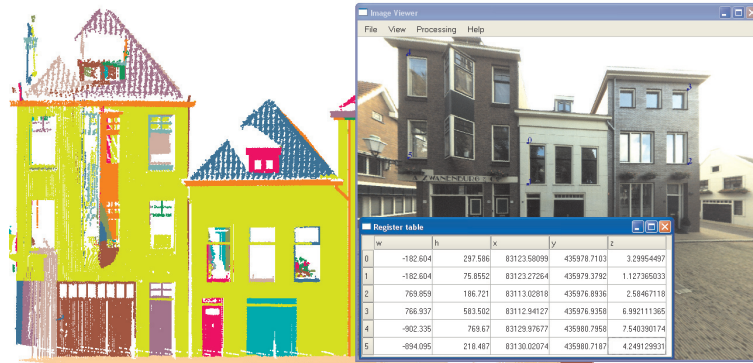 Image Viewer
File View Processing Help
ZWANENBURG
Register table
w h x y z
0 -182.604 297.586 83123.58099 435978.7103 3.29954497
1 -182.604 75.8552 83123.27264 435979.3792 1.127365033
2 769.859 186.721 83113.02818 435976.8936 2.58467118
3 766.937 583.502 83112.94127 435976.9358 6.992111365
4 -902.335 769.67 83129.97677 435980.7958 7.540390174
5 -894.095 218.487 83130.02074 435980.7187 4.249129931